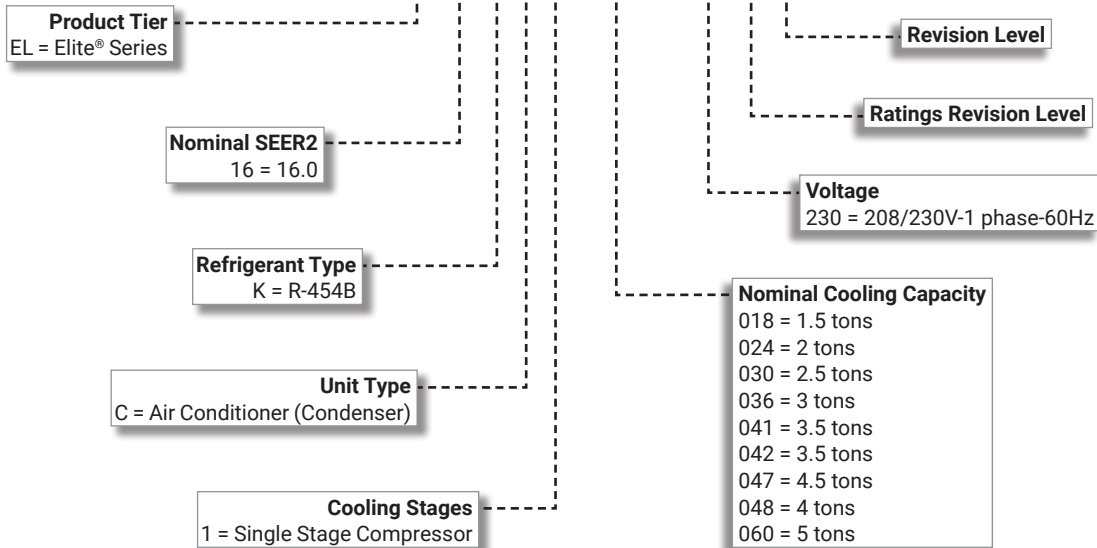 Product Tier
EL = Elite® Series
Nominal SEER2
16 = 16.0
Refrigerant Type
K = R-454B
Unit Type
C = Air Conditioner (Condenser)
Cooling Stages
1 = Single Stage Compressor
Revision Level
Ratings Revision Level
Voltage
230 = 208/230V-1 phase-60Hz
Nominal Cooling Capacity
018 = 1.5 tons
024 = 2 tons
030 = 2.5 tons
036 = 3 tons
041 = 3.5 tons
042 = 3.5 tons
047 = 4.5 tons
048 = 4 tons
060 = 5 tons